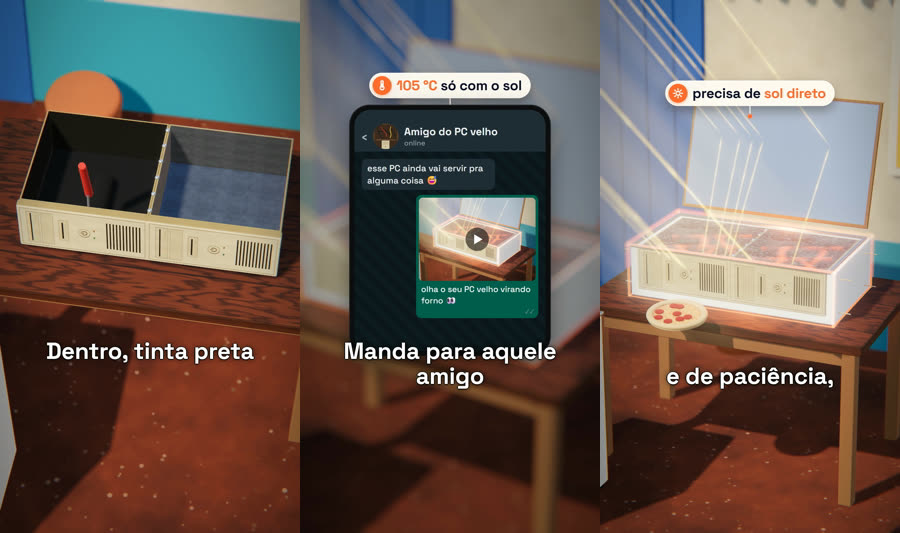 Dentro, tinta preta
105 °C só com o sol
<
Amigo do PC velho
online
esse PC ainda vai servir pra
alguma coisa 😅
olha o seu PC velho virando
forno 👀
Manda para aquele
amigo
precisa de sol direto
e de paciência,